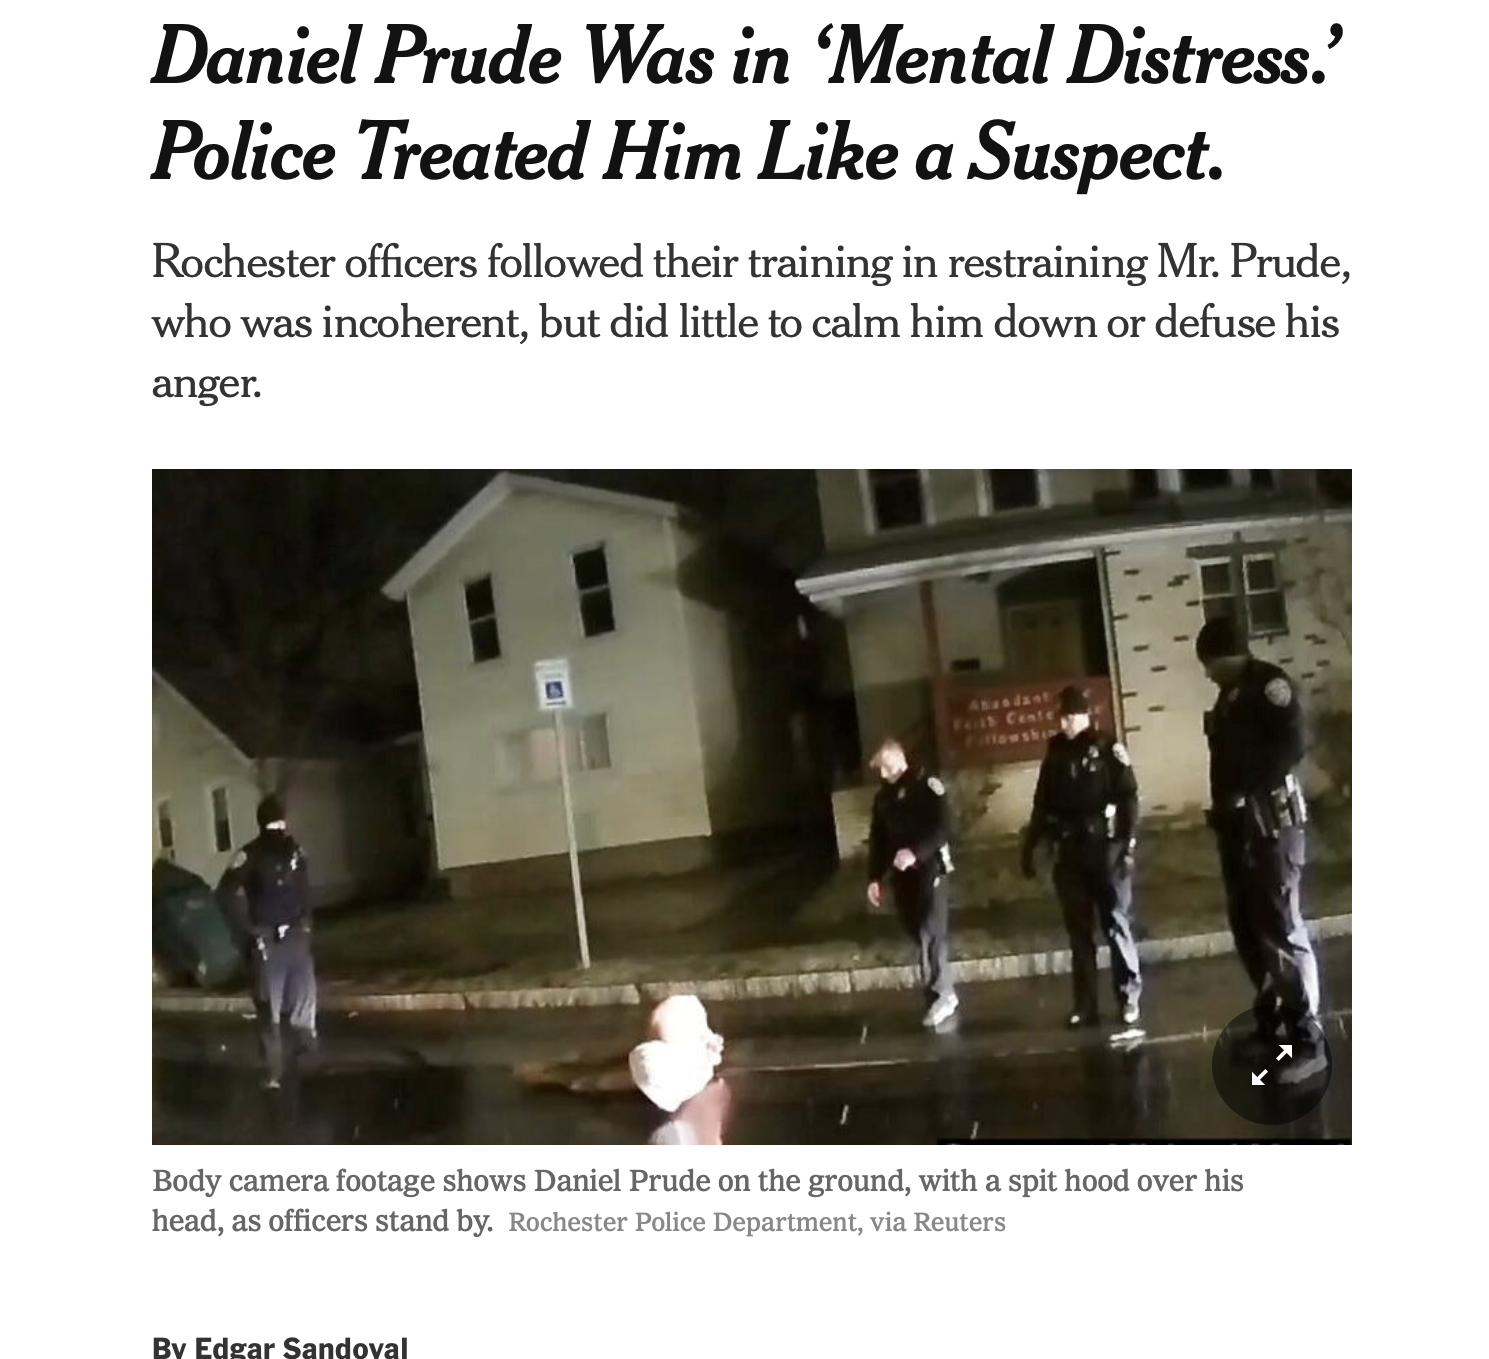 Daniel Prude Was in ‘Mental Distress.’
Police Treated Him Like a Suspect.
Rochester officers followed their training in restraining Mr. Prude,
who was incoherent, but did little to calm him down or defuse his
anger.
Abundant
Faith Cente
Fellowship
Body camera footage shows Daniel Prude on the ground, with a spit hood over his
head, as officers stand by. Rochester Police Department, via Reuters
By Edgar Sandoval